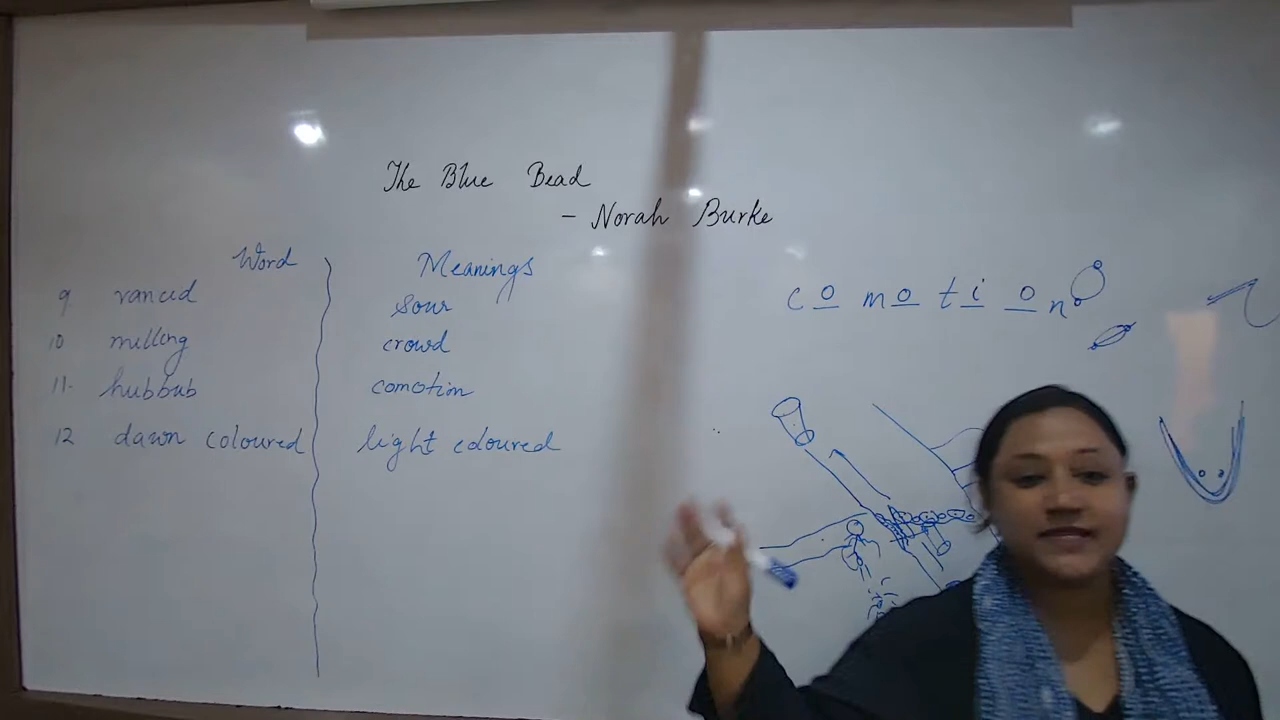 The Blue Bead
- Norah Burke
Word Meanings
9 rancid sour
10 milling crowd
11. hubbub comotion
12 dawn coloured light coloured
c o m o t i o n